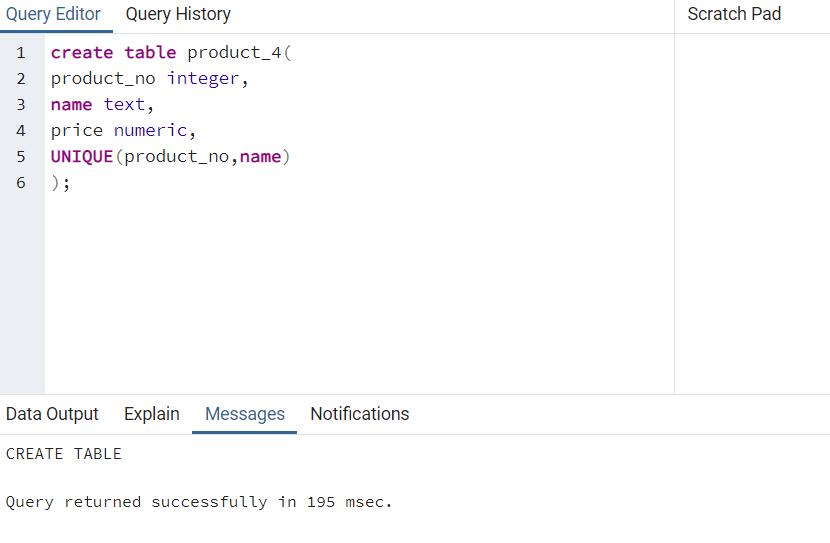 Query Editor Query History Scratch Pad
1 create table product_4(
2 product_no integer,
3 name text,
4 price numeric,
5 UNIQUE(product_no,name)
6 );
Data Output Explain Messages Notifications
CREATE TABLE
Query returned successfully in 195 msec.